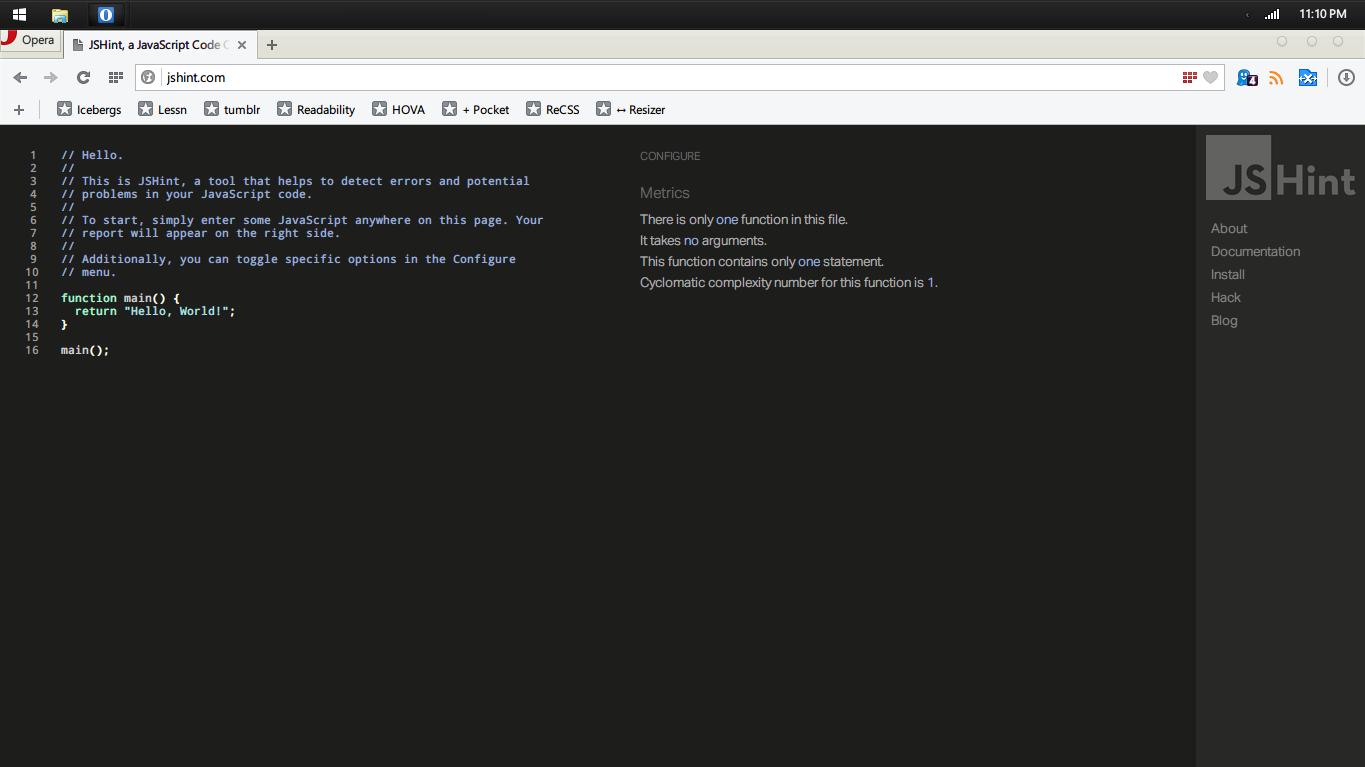 11:10 PM
Opera
JSHint, a JavaScript Code
jshint.com
4
Icebergs
Lessn
tumblr
Readability
HOVA
+ Pocket
ReCSS
↔ Resizer
1 // Hello.
2 //
3 // This is JSHint, a tool that helps to detect errors and potential
4 // problems in your JavaScript code.
5 //
6 // To start, simply enter some JavaScript anywhere on this page. Your
7 // report will appear on the right side.
8 //
9 // Additionally, you can toggle specific options in the Configure
10 // menu.
11
12 function main() {
13   return "Hello, World!";
14 }
15
16 main();
CONFIGURE
Metrics
There is only one function in this file.
It takes no arguments.
This function contains only one statement.
Cyclomatic complexity number for this function is 1.
JSHint
About
Documentation
Install
Hack
Blog